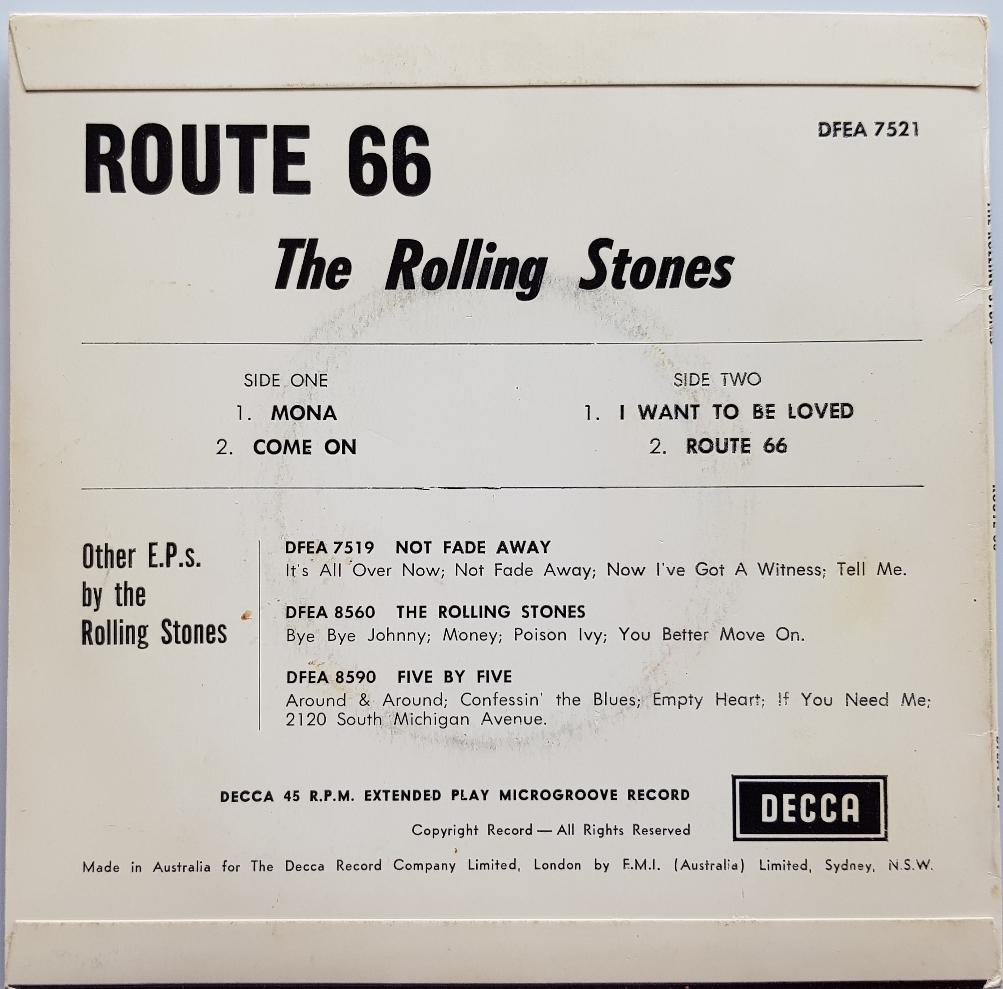 ROUTE 66
DFEA 7521
The Rolling Stones
SIDE ONE
1. MONA
2. COME ON
SIDE TWO
1. I WANT TO BE LOVED
2. ROUTE 66
Other E.P.s.
by the
Rolling Stones
DFEA 7519 NOT FADE AWAY
It's All Over Now; Not Fade Away; Now I've Got A Witness; Tell Me.
DFEA 8560 THE ROLLING STONES
Bye Bye Johnny; Money; Poison Ivy; You Better Move On.
DFEA 8590 FIVE BY FIVE
Around & Around; Confessin' the Blues; Empty Heart; If You Need Me;
2120 South Michigan Avenue.
DECCA 45 R.P.M. EXTENDED PLAY MICROGROOVE RECORD
Copyright Record — All Rights Reserved
DECCA
Made in Australia for The Decca Record Company Limited, London by E.M.I. (Australia) Limited, Sydney, N.S.W.
THE ROLLING STONES